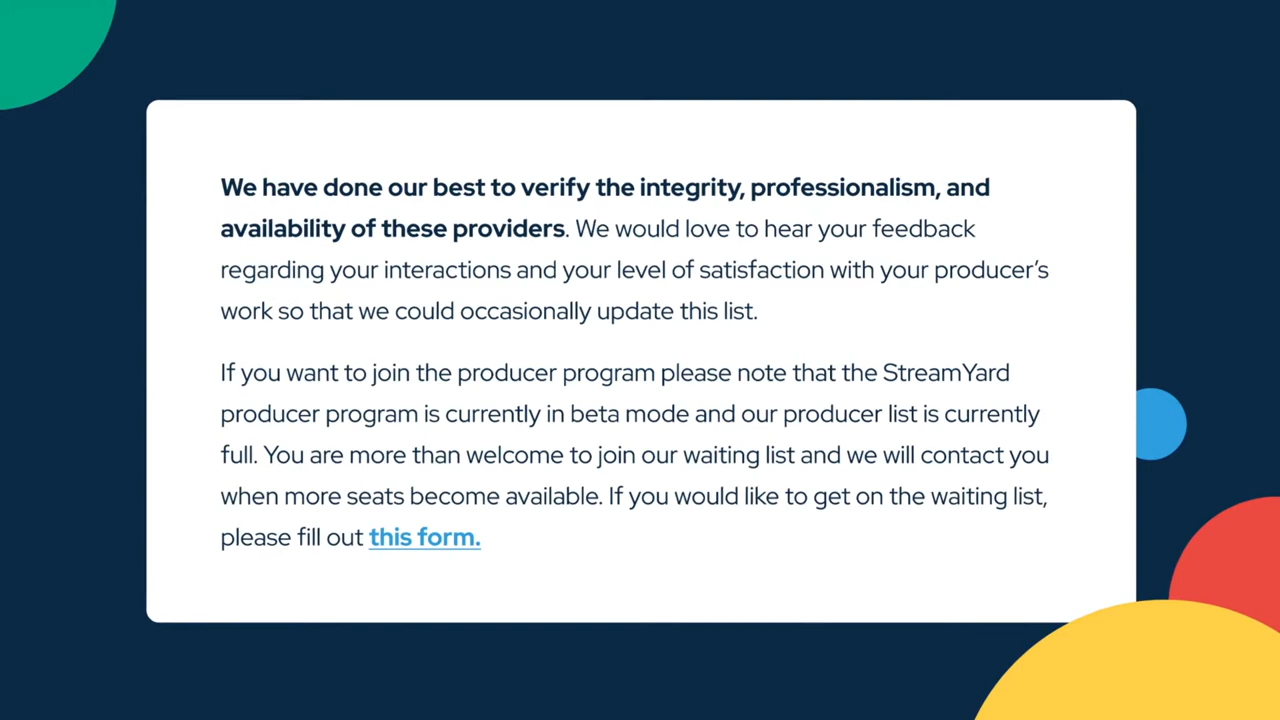 We have done our best to verify the integrity, professionalism, and
availability of these providers. We would love to hear your feedback
regarding your interactions and your level of satisfaction with your producer’s
work so that we could occasionally update this list.
If you want to join the producer program please note that the StreamYard
producer program is currently in beta mode and our producer list is currently
full. You are more than welcome to join our waiting list and we will contact you
when more seats become available. If you would like to get on the waiting list,
please fill out this form.